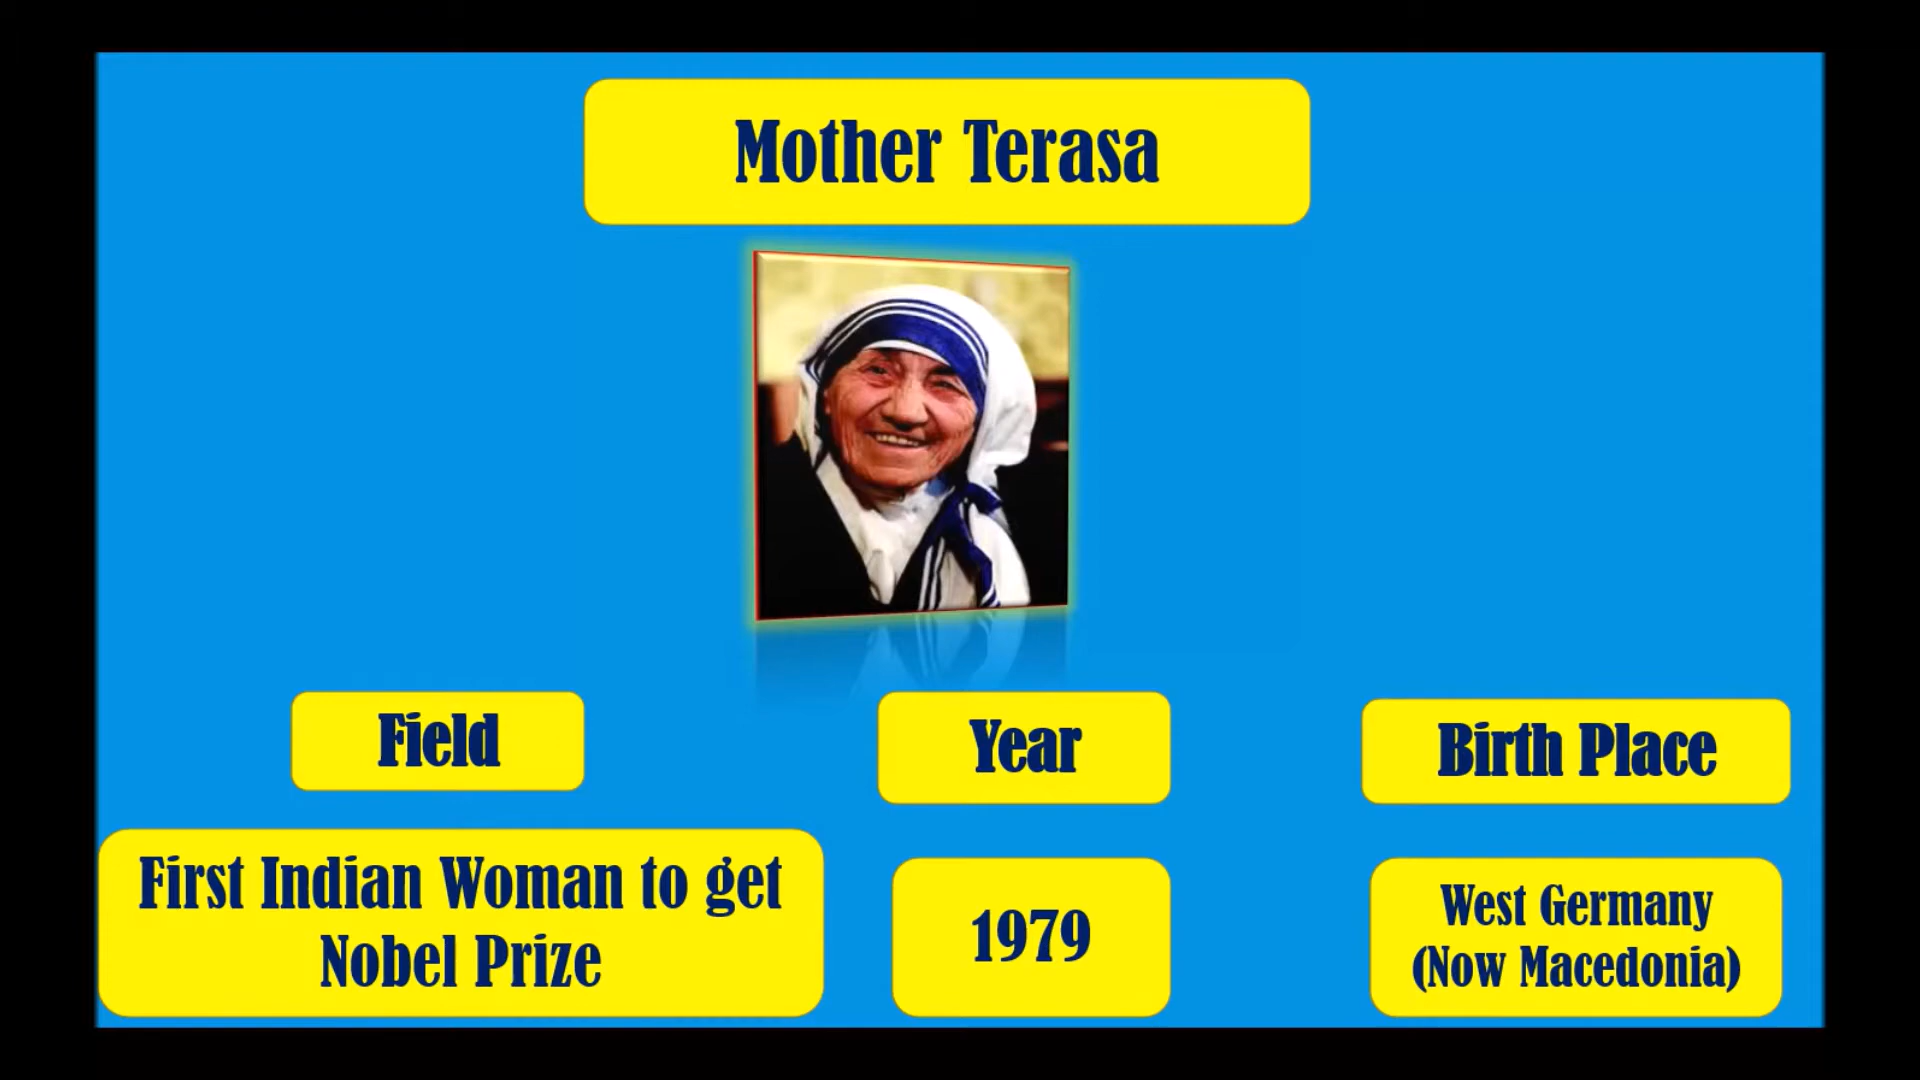 Mother Terasa
Field
Year
Birth Place
First Indian Woman to get
Nobel Prize
1979
West Germany
(Now Macedonia)